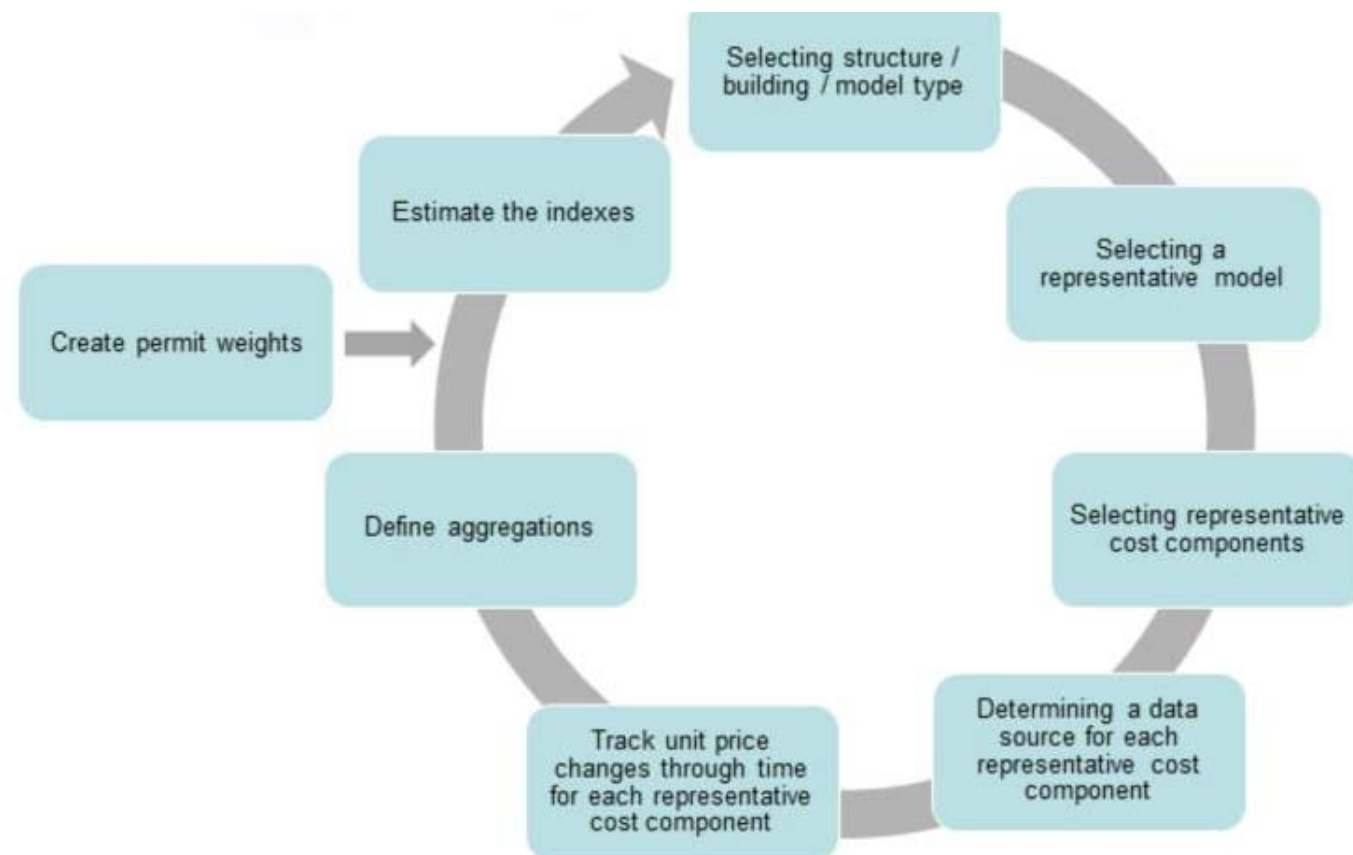 Selecting structure /
building / model type
Selecting a
representative model
Selecting representative
cost components
Determining a data
source for each
representative cost
component
Track unit price
changes through time
for each representative
cost component
Define aggregations
Create permit weights
Estimate the indexes